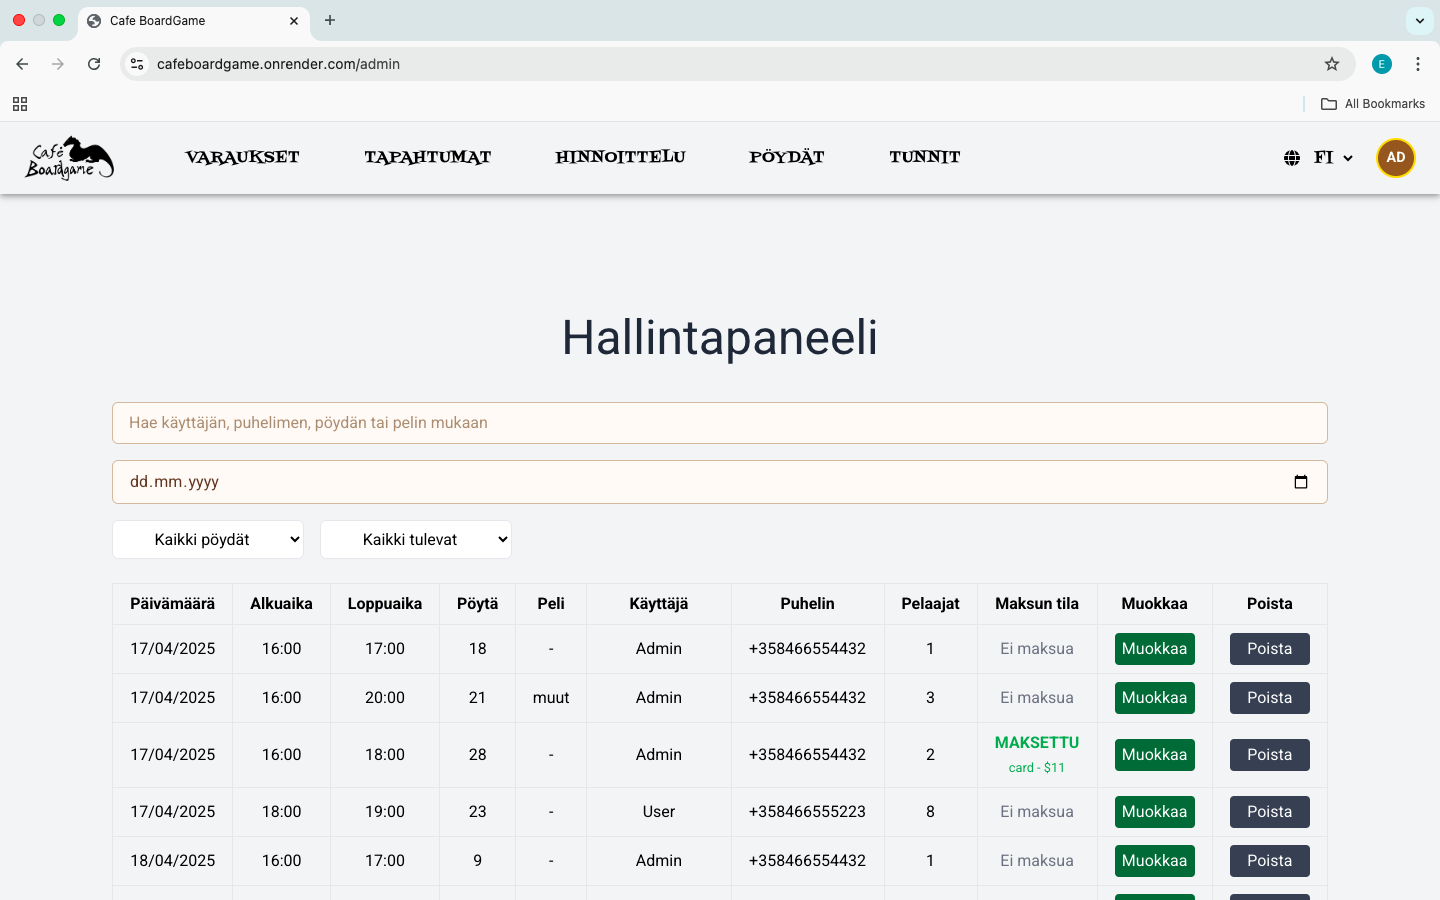 Cafe BoardGame
cafeboardgame.onrender.com/admin
E
All Bookmarks
Café Boardgame
VARAUKSET TAPAHTUMAT HINNOITTELU PÖYDÄT TUNNIT FI AD
Hallintapaneeli
Hae käyttäjän, puhelimen, pöydän tai pelin mukaan
dd.mm.yyyy
Kaikki pöydät Kaikki tulevat
Päivämäärä Alkuaika Loppuaika Pöytä Peli Käyttäjä Puhelin Pelaajat Maksun tila Muokkaa Poista
17/04/2025 16:00 17:00 18 - Admin +358466554432 1 Ei maksua Muokkaa Poista
17/04/2025 16:00 20:00 21 muut Admin +358466554432 3 Ei maksua Muokkaa Poista
17/04/2025 16:00 18:00 28 - Admin +358466554432 2 MAKSETTU card - $11 Muokkaa Poista
17/04/2025 18:00 19:00 23 - User +358466555223 8 Ei maksua Muokkaa Poista
18/04/2025 16:00 17:00 9 - Admin +358466554432 1 Ei maksua Muokkaa Poista